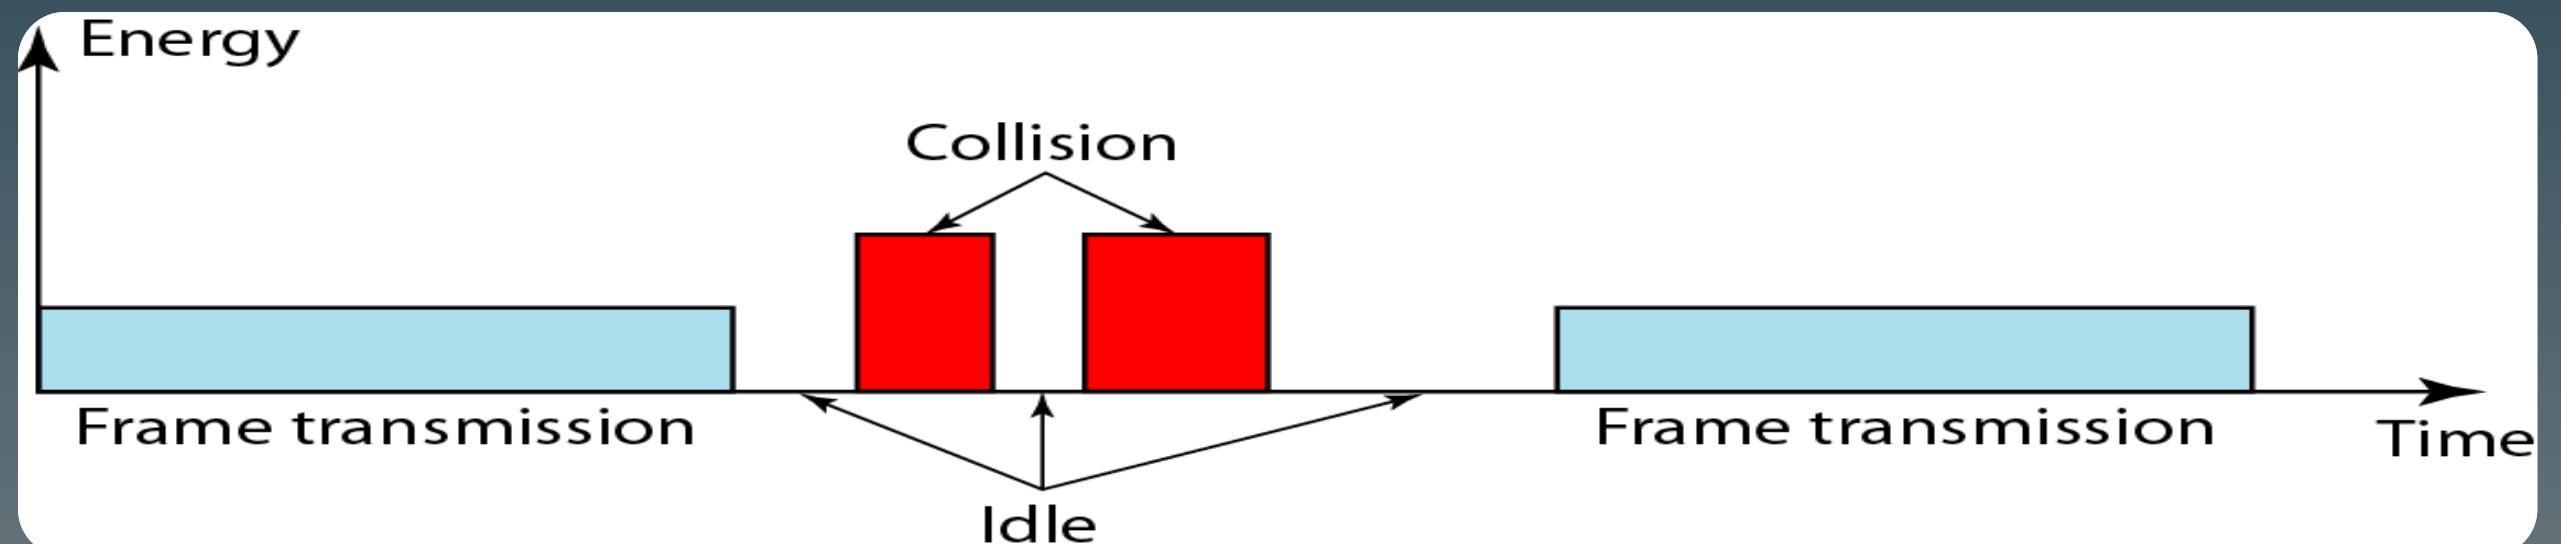 Energy
Collision
Frame transmission
Frame transmission
Time
Idle